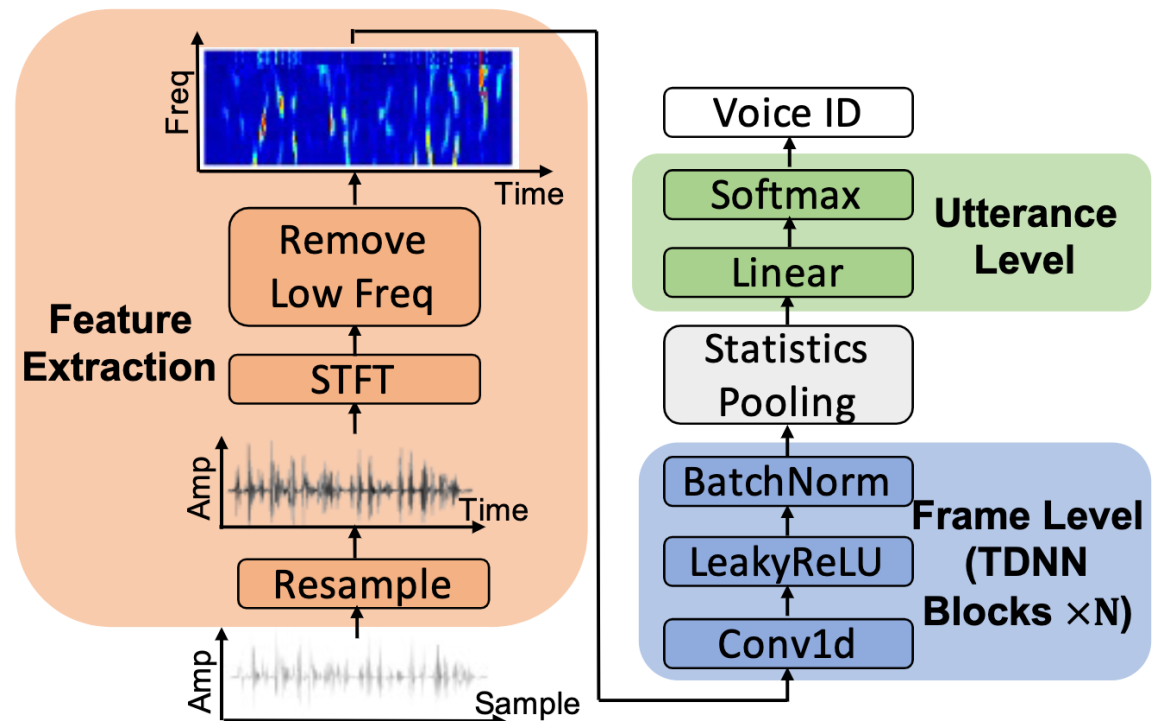 Freq
Time
Remove
Low Freq
Feature
Extraction
STFT
Amp
Time
Resample
Amp
Sample
Voice ID
Softmax
Linear
Utterance
Level
Statistics
Pooling
BatchNorm
LeakyReLU
Conv1d
Frame Level
(TDNN
Blocks ×N)